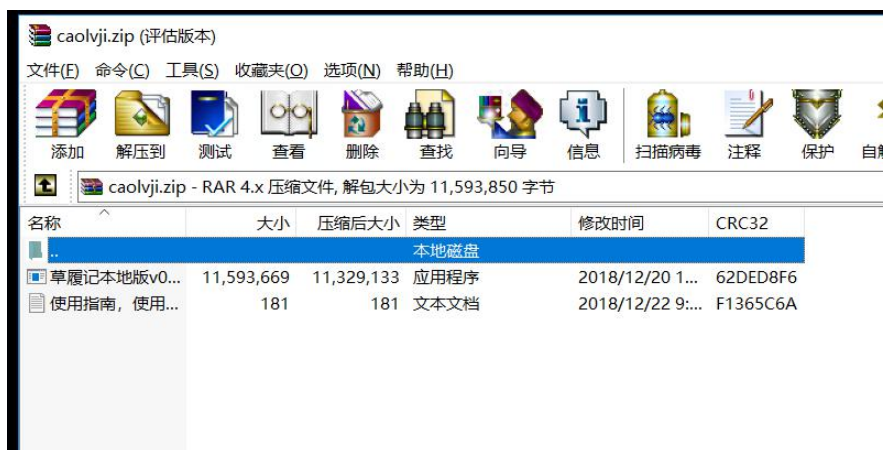 caolvji.zip (评估版本)
文件(F) 命令(C) 工具(S) 收藏夹(O) 选项(N) 帮助(H)
添加 解压到 测试 查看 删除 查找 向导 信息 扫描病毒 注释 保护 自解
caolvji.zip - RAR 4.x 压缩文件, 解包大小为 11,593,850 字节
名称 大小 压缩后大小 类型 修改时间 CRC32
.. 本地磁盘
草履记本地版v0... 11,593,669 11,329,133 应用程序 2018/12/20 1... 62DED8F6
使用指南，使用... 181 181 文本文档 2018/12/22 9:... F1365C6A